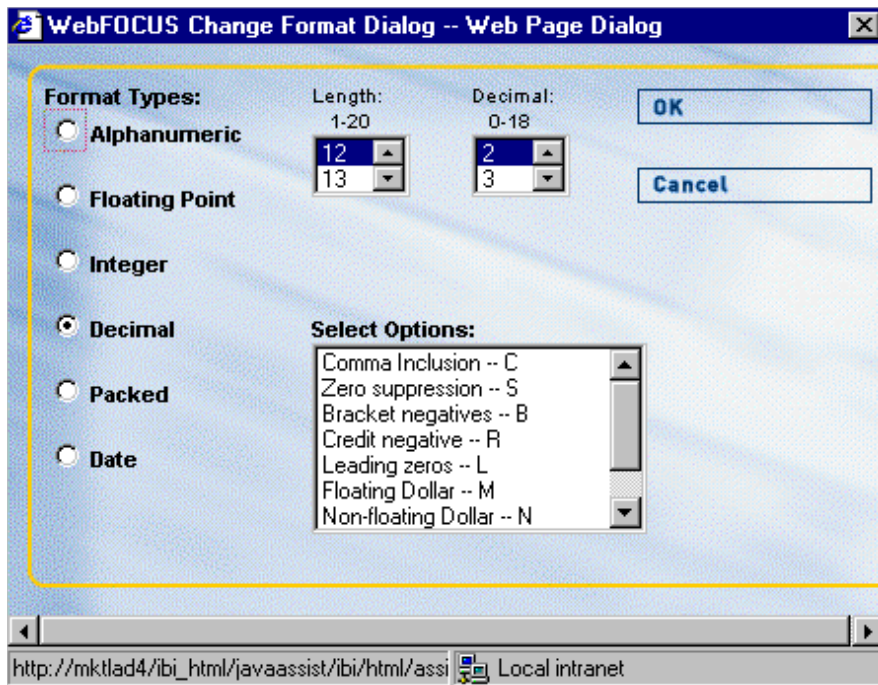 WebFOCUS Change Format Dialog -- Web Page Dialog
Format Types:
Alphanumeric
Floating Point
Integer
Decimal
Packed
Date
Length:
1-20
12
13
Decimal:
0-18
2
3
OK
Cancel
Select Options:
Comma Inclusion -- C
Zero suppression -- S
Bracket negatives -- B
Credit negative -- R
Leading zeros -- L
Floating Dollar -- M
Non-floating Dollar -- N
http://mktlad4/ibi_html/javaassist/ibi/html/assi
Local intranet